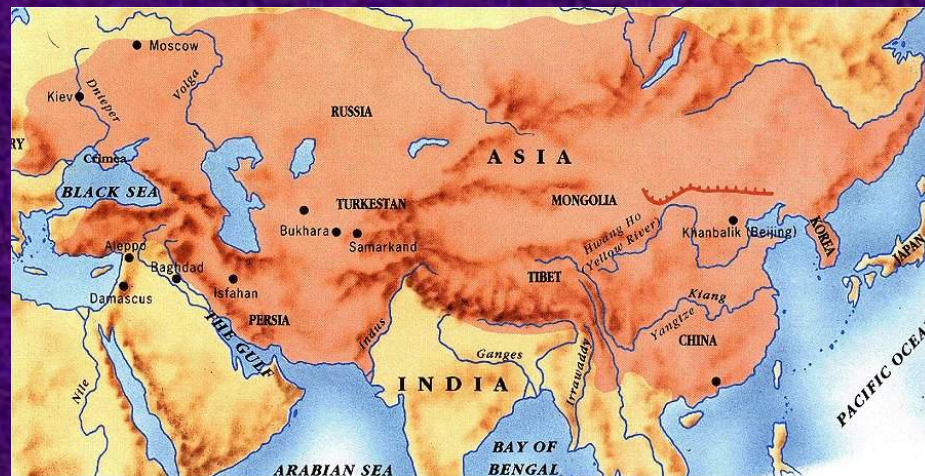 Moscow
Volga
Kiev
Dnieper
RUSSIA
RY
Crimea
ASIA
BLACK SEA
TURKESTAN
MONGOLIA
Bukhara
Samarkand
Hwang Ho
(Yellow River)
Khanbalik (Beijing)
KOREA
JAPAN
Aleppo
Baghdad
Isfahan
Damascus
TIBET
PERSIA
THE GULF
Indus
Kiang
Yangtze
CHINA
Ganges
Irrawaddy
INDIA
Nile
PACIFIC OCEA
BAY OF
BENGAL
ARABIAN SEA